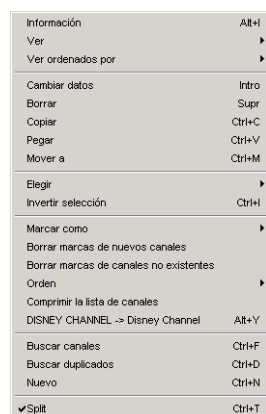 Información Alt+I
Ver
Ver ordenados por
Cambiar datos Intro
Borrar Supr
Copiar Ctrl+C
Pegar Ctrl+V
Mover a Ctrl+M
Elegir
Invertir selección Ctrl+I
Marcar como
Borrar marcas de nuevos canales
Borrar marcas de canales no existentes
Orden
Comprimir la lista de canales
DISNEY CHANNEL -> Disney Channel Alt+Y
Buscar canales Ctrl+F
Buscar duplicados Ctrl+D
Nuevo Ctrl+N
Split Ctrl+T